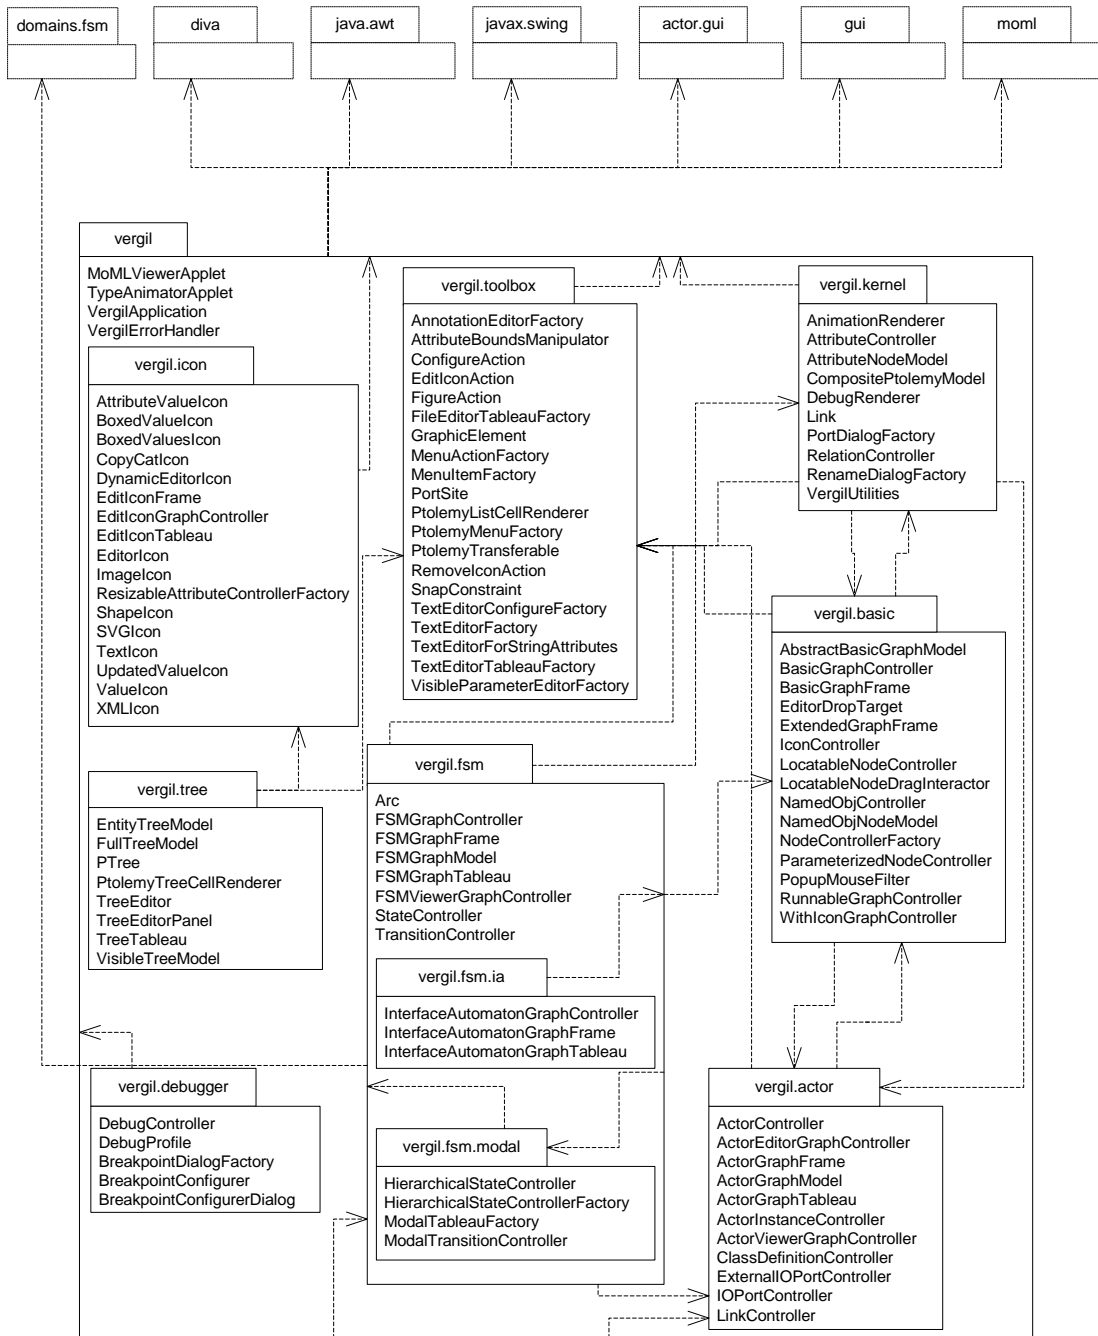 domains.fsm
diva
java.awt
javax.swing
actor.gui
gui
moml
vergil
MoMLViewerApplet
TypeAnimatorApplet
VergilApplication
VergilErrorHandler
vergil.icon
AttributeValueIcon
BoxedValueIcon
BoxedValuesIcon
CopyCatIcon
DynamicEditorIcon
EditIconFrame
EditIconGraphController
EditIconTableau
EditorIcon
ImageIcon
ResizableAttributeControllerFactory
ShapeIcon
SVGIcon
TextIcon
UpdatedValueIcon
ValueIcon
XMLIcon
vergil.toolbox
AnnotationEditorFactory
AttributeBoundsManipulator
ConfigureAction
EditIconAction
FigureAction
FileEditorTableauFactory
GraphicElement
MenuActionFactory
MenuItemFactory
PortSite
PtolemyListCellRenderer
PtolemyMenuFactory
PtolemyTransferable
RemoveIconAction
SnapConstraint
TextEditorConfigureFactory
TextEditorFactory
TextEditorForStringAttributes
TextEditorTableauFactory
VisibleParameterEditorFactory
vergil.kernel
AnimationRenderer
AttributeController
AttributeNodeModel
CompositePtolemyModel
DebugRenderer
Link
PortDialogFactory
RelationController
RenameDialogFactory
VergilUtilities
vergil.basic
AbstractBasicGraphModel
BasicGraphController
BasicGraphFrame
EditorDropTarget
ExtendedGraphFrame
IconController
LocatableNodeController
LocatableNodeDragInteractor
NamedObjController
NamedObjNodeModel
NodeControllerFactory
ParameterizedNodeController
PopupMouseFilter
RunnableGraphController
WithIconGraphController
vergil.tree
EntityTreeModel
FullTreeModel
PTree
PtolemyTreeCellRenderer
TreeEditor
TreeEditorPanel
TreeTableau
VisibleTreeModel
vergil.fsm
Arc
FSMGraphController
FSMGraphFrame
FSMGraphModel
FSMGraphTableau
FSMViewerGraphController
StateController
TransitionController
vergil.fsm.ia
InterfaceAutomatonGraphController
InterfaceAutomatonGraphFrame
InterfaceAutomatonGraphTableau
vergil.debugger
DebugController
DebugProfile
BreakpointDialogFactory
BreakpointConfigurer
BreakpointConfigurerDialog
vergil.fsm.modal
HierarchicalStateController
HierarchicalStateControllerFactory
ModalTableauFactory
ModalTransitionController
vergil.actor
ActorController
ActorEditorGraphController
ActorGraphFrame
ActorGraphModel
ActorGraphTableau
ActorInstanceController
ActorViewerGraphController
ClassDefinitionController
ExternalIOPortController
IOPortController
LinkController